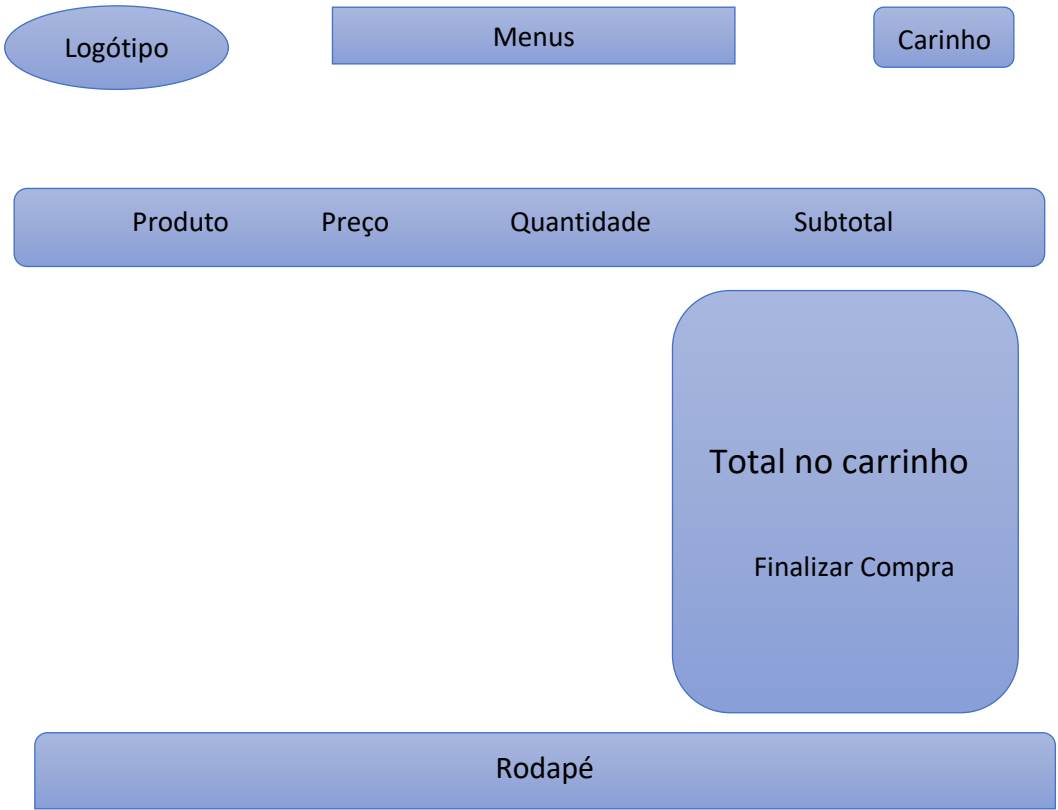 Logótipo
Menus
Carinho
Produto Preço Quantidade Subtotal
Total no carrinho
Finalizar Compra
Rodapé